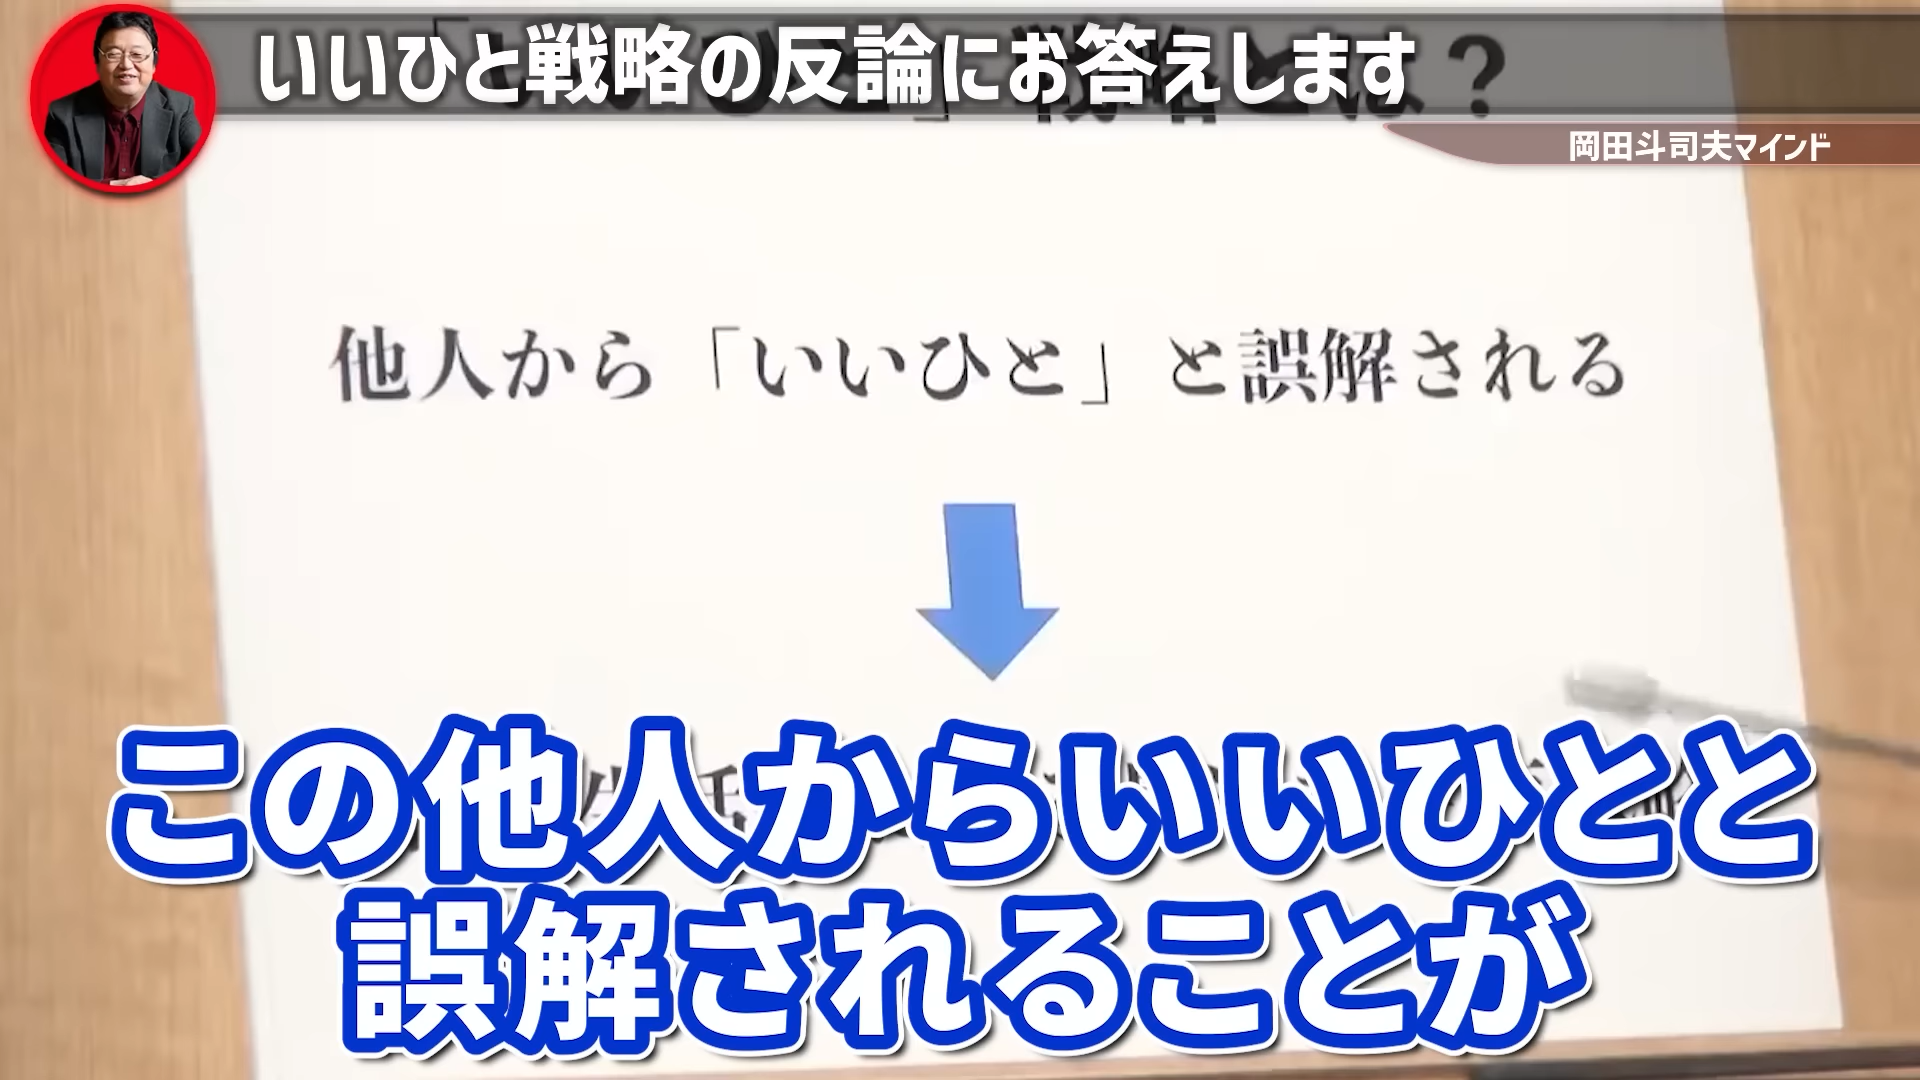 いいひと戦略の反論にお答えします
岡田斗司夫マインド
他人から「いいひと」と誤解される
この他人からいいひとと
誤解されることが